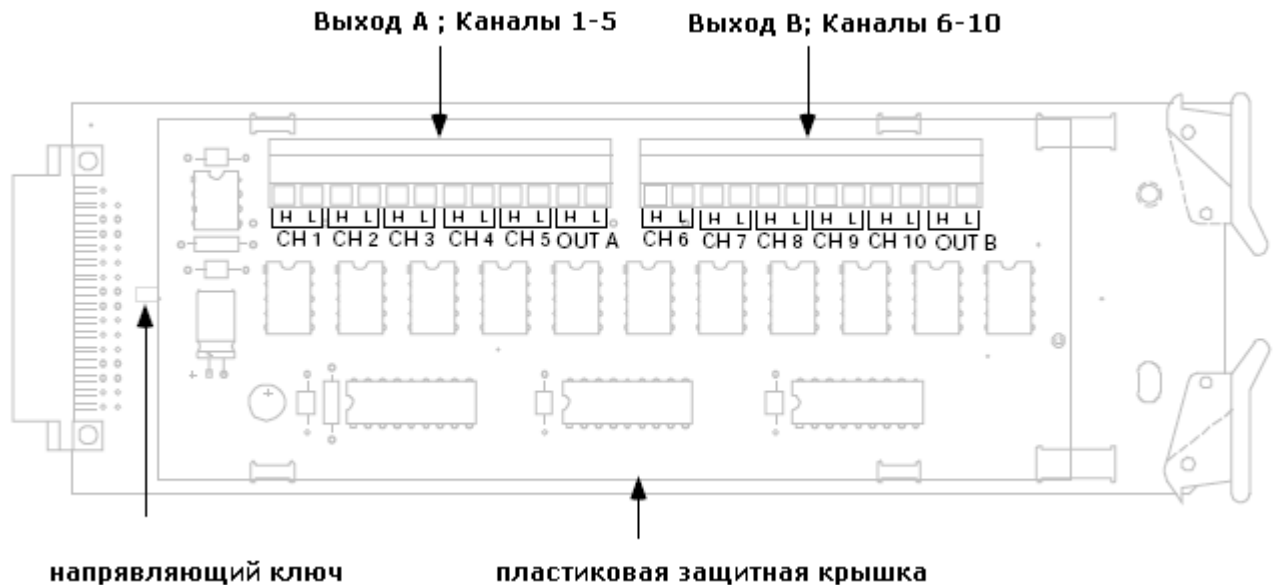 Выход A ; Каналы 1-5
Выход B; Каналы 6-10
H L H L H L H L H L H L
H L H L H L H L H L H L
CH 1 CH 2 CH 3 CH 4 CH 5 OUT A
CH 6 CH 7 CH 8 CH 9 CH 10 OUT B
напрявляющий ключ
пластиковая защитная крышка